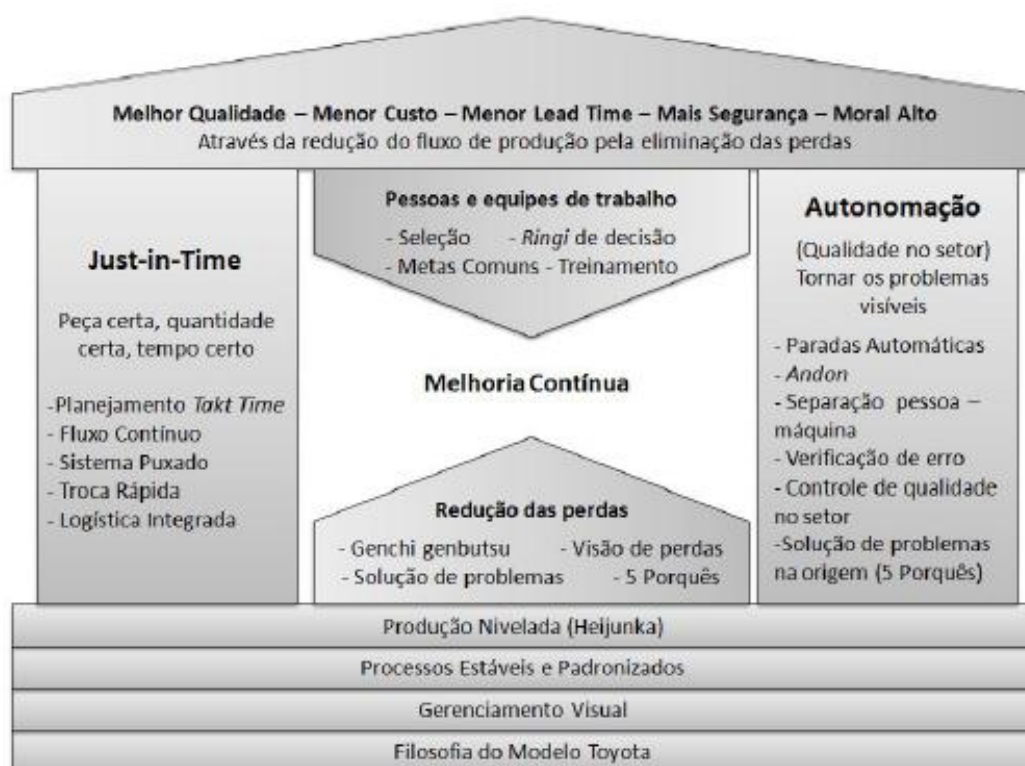 Melhor Qualidade – Menor Custo – Menor Lead Time – Mais Segurança – Moral Alto
Através da redução do fluxo de produção pela eliminação das perdas
Just-in-Time
Peça certa, quantidade
certa, tempo certo
-Planejamento Takt Time
- Fluxo Contínuo
- Sistema Puxado
- Troca Rápida
- Logística Integrada
Pessoas e equipes de trabalho
- Seleção - Ringi de decisão
- Metas Comuns - Treinamento
Melhoria Contínua
Redução das perdas
- Genchi genbutsu - Visão de perdas
- Solução de problemas - 5 Porquês
Autonomação
(Qualidade no setor)
Tornar os problemas
visíveis
- Paradas Automáticas
- Andon
- Separação pessoa –
máquina
- Verificação de erro
- Controle de qualidade
no setor
-Solução de problemas
na origem (5 Porquês)
Produção Nivelada (Heijunka)
Processos Estáveis e Padronizados
Gerenciamento Visual
Filosofia do Modelo Toyota